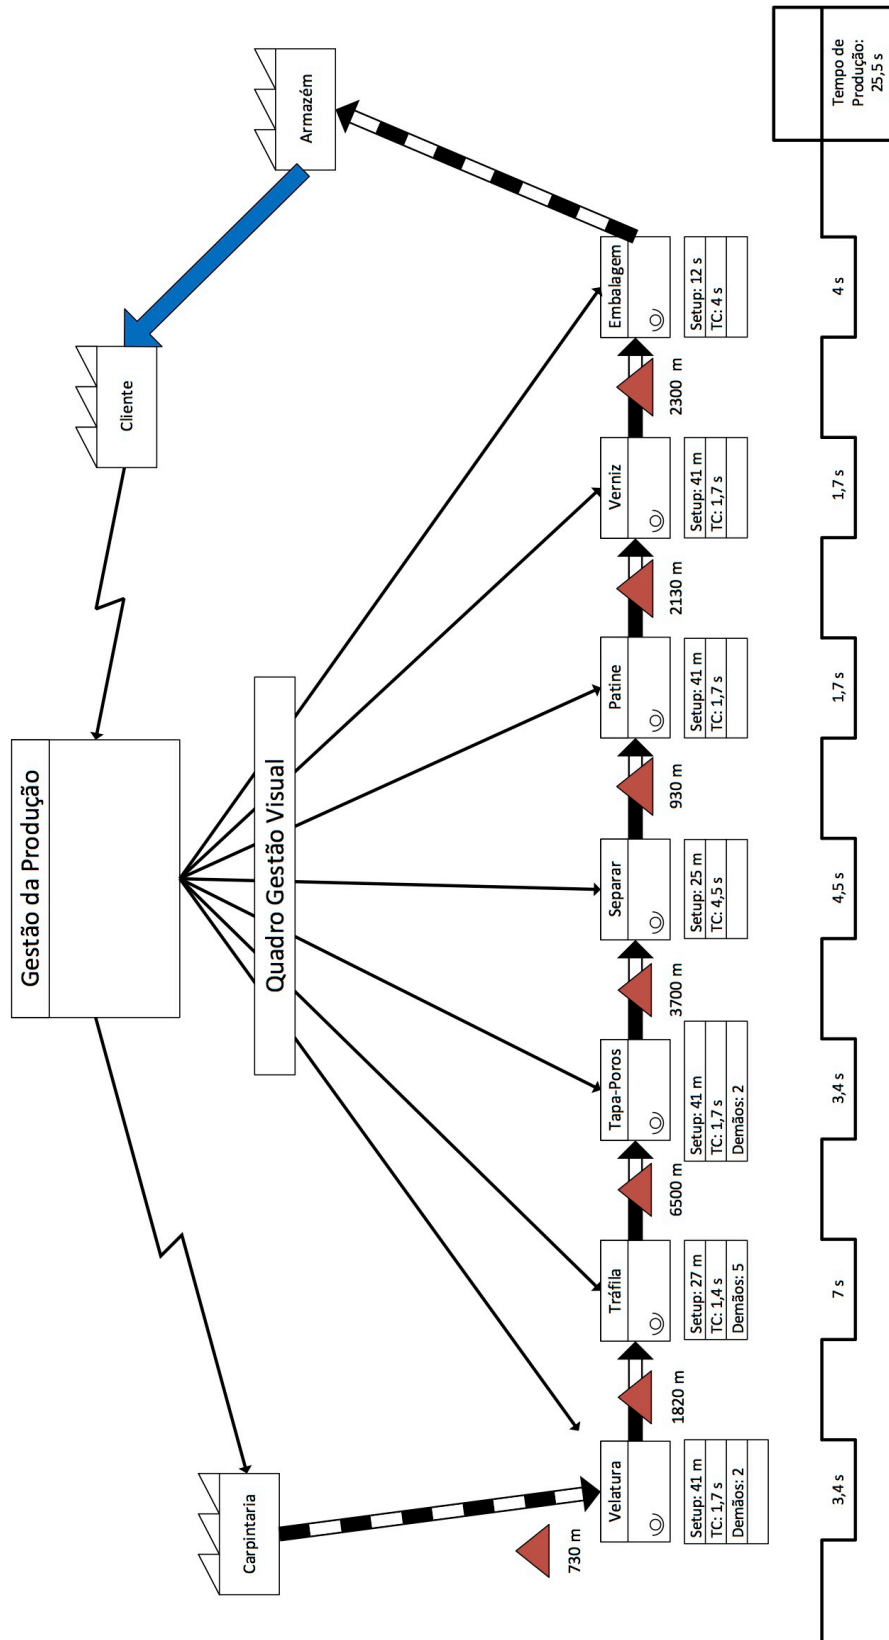 Gestão da Produção
Quadro Gestão Visual
Carpintaria
Cliente
Armazém
730 m
Velatura
Setup: 41 m
TC: 1,7 s
Demãos: 2
1820 m
Tráfila
Setup: 27 m
TC: 1,4 s
Demãos: 5
6500 m
Tapa-Poros
Setup: 41 m
TC: 1,7 s
Demãos: 2
3700 m
Separar
Setup: 25 m
TC: 4,5 s
930 m
Patine
Setup: 41 m
TC: 1,7 s
2130 m
Verniz
Setup: 41 m
TC: 1,7 s
2300 m
Embalagem
Setup: 12 s
TC: 4 s
3,4 s
7 s
3,4 s
4,5 s
1,7 s
1,7 s
4 s
Tempo de
Produção:
25,5 s